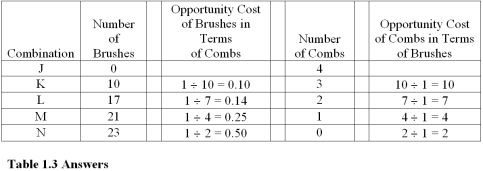 Combination Number of Brushes Opportunity Cost of Brushes in Terms of Combs Number of Combs Opportunity Cost of Combs in Terms of Brushes
J 0 4
K 10 1 ÷ 10 = 0.10 3 10 ÷ 1 = 10
L 17 1 ÷ 7 = 0.14 2 7 ÷ 1 = 7
M 21 1 ÷ 4 = 0.25 1 4 ÷ 1 = 4
N 23 1 ÷ 2 = 0.50 0 2 ÷ 1 = 2
Table 1.3 Answers